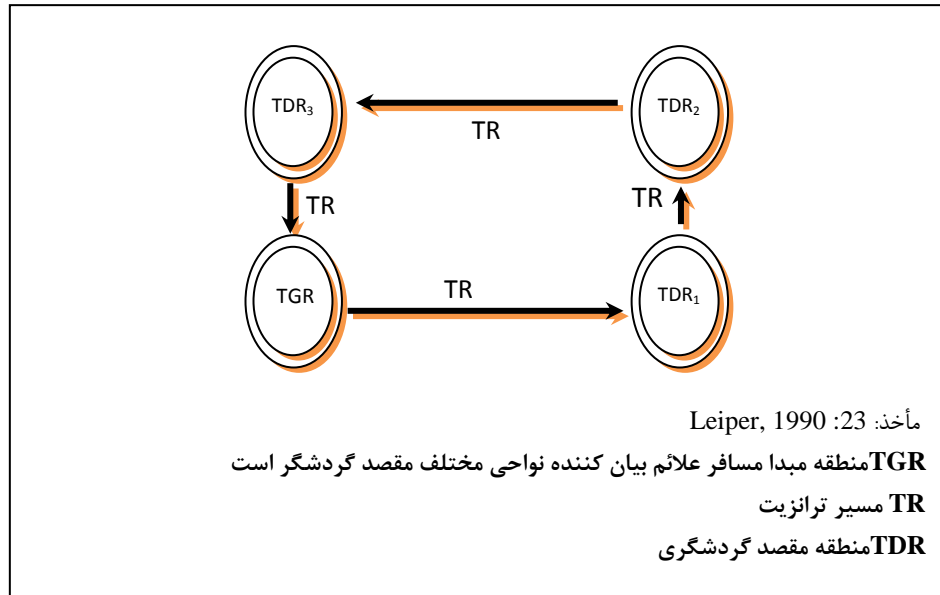 TDR₃
TDR₂
TR
TR
TR
TGR
TR
TDR₁
مأخذ: Leiper, 1990 :23
TGRمنطقه مبدا مسافر علائم بیان کننده نواحی مختلف مقصد گردشگر است
TR مسیر ترانزیت
TDRمنطقه مقصد گردشگری